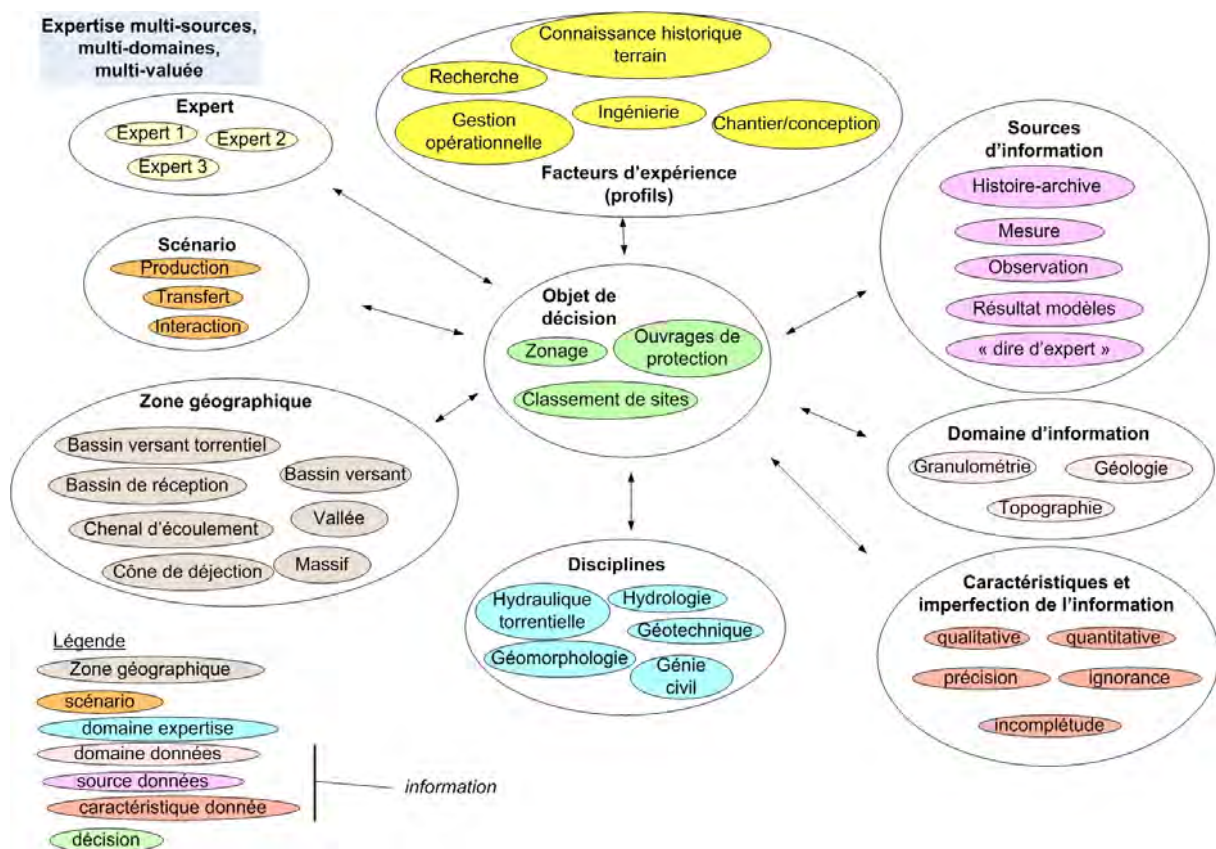 Expertise multi-sources,
multi-domaines,
multi-valuée
Expert
Expert 1
Expert 2
Expert 3
Connaissance historique
terrain
Recherche
Ingénierie
Gestion
opérationnelle
Chantier/conception
Facteurs d'expérience
(profils)
Sources
d'information
Histoire-archive
Mesure
Observation
Résultat modèles
« dire d'expert »
Scénario
Production
Transfert
Interaction
Objet de
décision
Zonage
Ouvrages de
protection
Classement de sites
Zone géographique
Bassin versant torrentiel
Bassin versant
Bassin de réception
Vallée
Chenal d'écoulement
Massif
Cône de déjection
Domaine d'information
Granulométrie
Géologie
Topographie
Disciplines
Hydraulique
torrentielle
Hydrologie
Géotechnique
Géomorphologie
Génie
civil
Caractéristiques et
imperfection de l'information
qualitative
quantitative
précision
ignorance
incomplétude
Légende
Zone géographique
scénario
domaine expertise
domaine données
source données
caractéristique donnée
décision
information